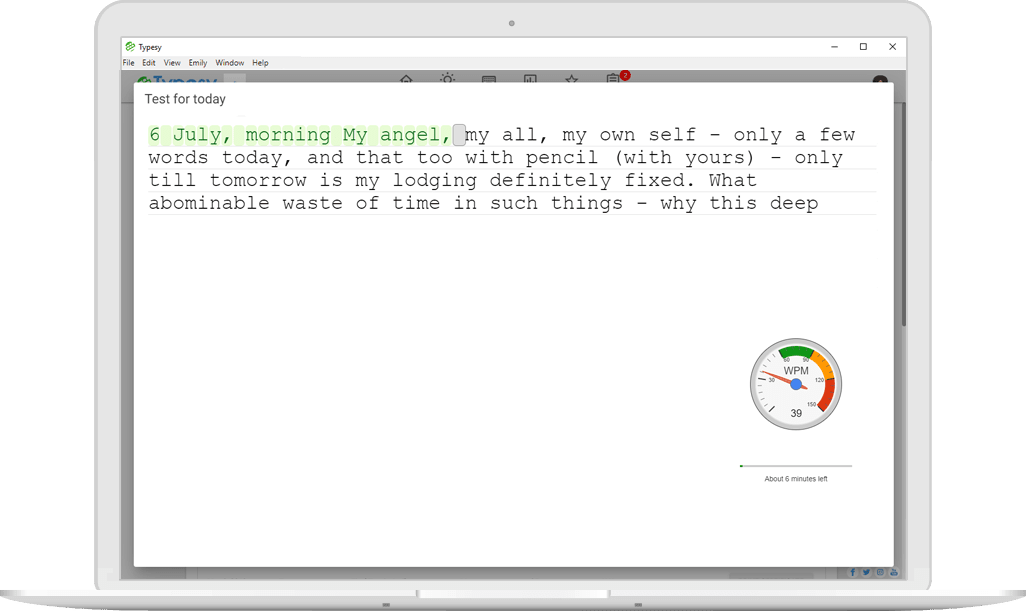 Typesy
File Edit View Emily Window Help
Typesy
2
Test for today
6 July, morning My angel, my all, my own self - only a few
words today, and that too with pencil (with yours) - only
till tomorrow is my lodging definitely fixed. What
abominable waste of time in such things - why this deep
60 90
WPM
30 120
150
39
About 6 minutes left